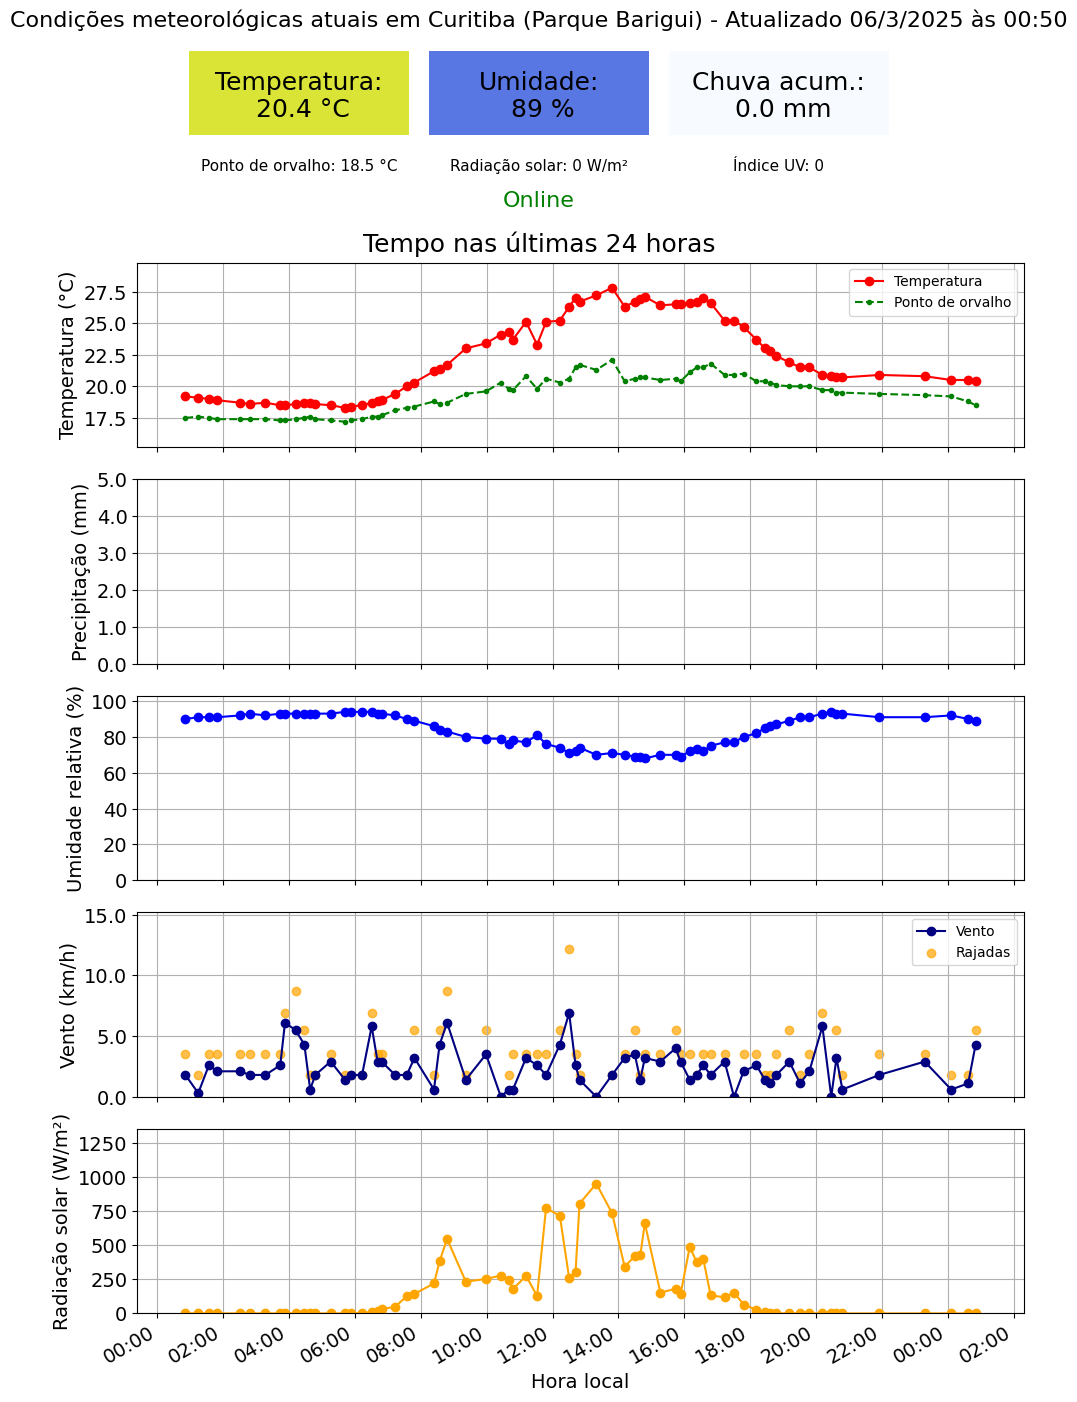 Condições meteorológicas atuais em Curitiba (Parque Barigui) - Atualizado 06/3/2025 às 00:50
Temperatura:
20.4 °C
Umidade:
89 %
Chuva acum.:
0.0 mm
Ponto de orvalho: 18.5 °C
Radiação solar: 0 W/m²
Índice UV: 0
Online
Tempo nas últimas 24 horas
Temperatura (°C)
27.5
25.0
22.5
20.0
17.5
Temperatura
Ponto de orvalho
Precipitação (mm)
5.0
4.0
3.0
2.0
1.0
0.0
Umidade relativa (%)
100
80
60
40
20
0
Vento (km/h)
15.0
10.0
5.0
0.0
Vento
Rajadas
Radiação solar (W/m²)
1250
1000
750
500
250
0
00:00
02:00
04:00
06:00
08:00
10:00
12:00
14:00
16:00
18:00
20:00
22:00
00:00
02:00
Hora local